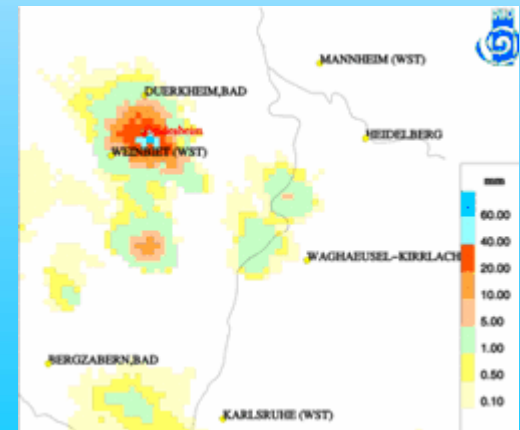 MANNHEIM (WST)
DUERKHEIM,BAD
HEIDELBERG
WEINBIET (WST)
WAGHAEUSEL-KIRRLACH
BERGZABERN,BAD
KARLSRUHE (WST)
mm
60.00
40.00
20.00
10.00
5.00
1.00
0.50
0.10